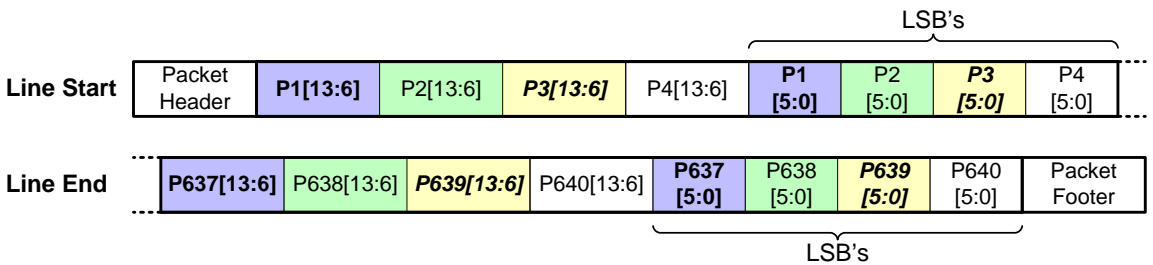 LSB's
Line Start
Packet Header
P1[13:6]
P2[13:6]
P3[13:6]
P4[13:6]
P1 [5:0]
P2 [5:0]
P3 [5:0]
P4 [5:0]
Line End
P637[13:6]
P638[13:6]
P639[13:6]
P640[13:6]
P637 [5:0]
P638 [5:0]
P639 [5:0]
P640 [5:0]
Packet Footer
LSB's